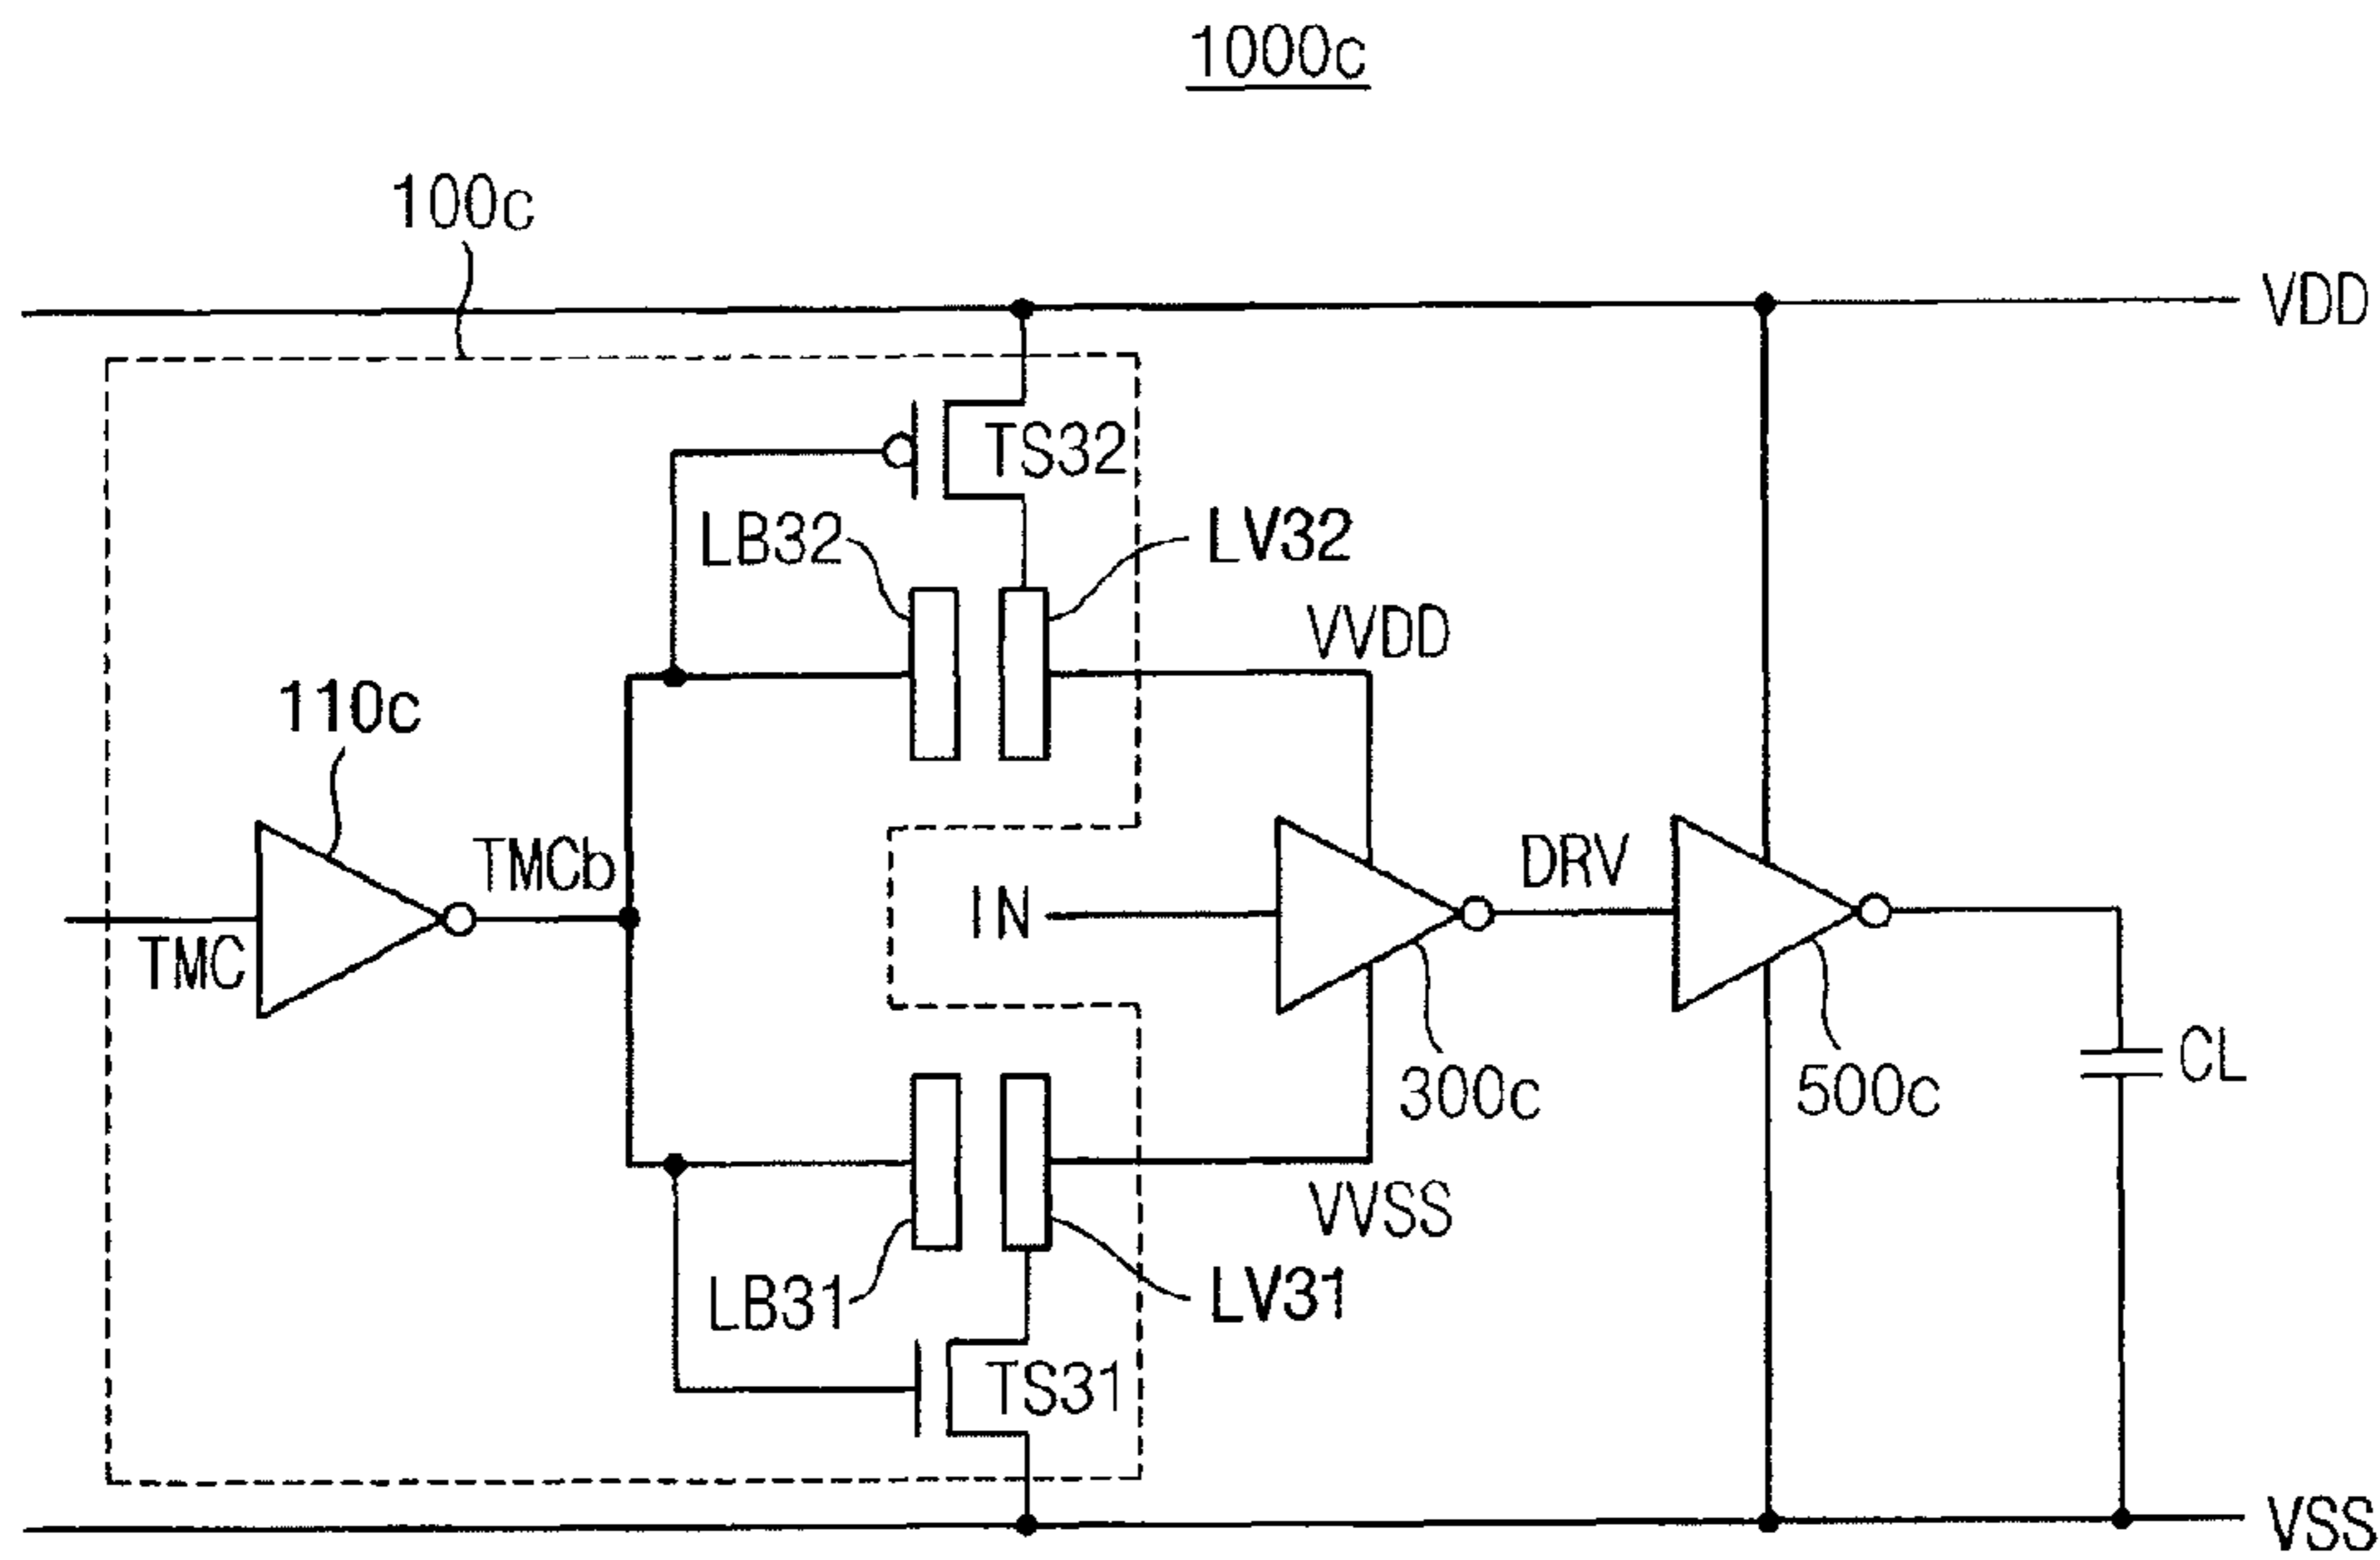 1000c
100c
VDD
TS32
LB32
LV32
VVDD
110c
TMCb
DRV
IN
TMC
CL
300c
500c
VVSS
LB31
LV31
TS31
VSS